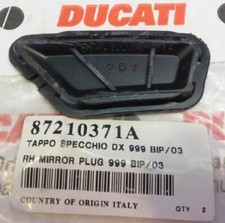 DUCATI
DX
87210371A
TAPPO SPECCHIO DX 999 BIP/03
RH MIRROR PLUG 999 BIP/03
COUNTRY OF ORIGIN ITALY
QTY 2